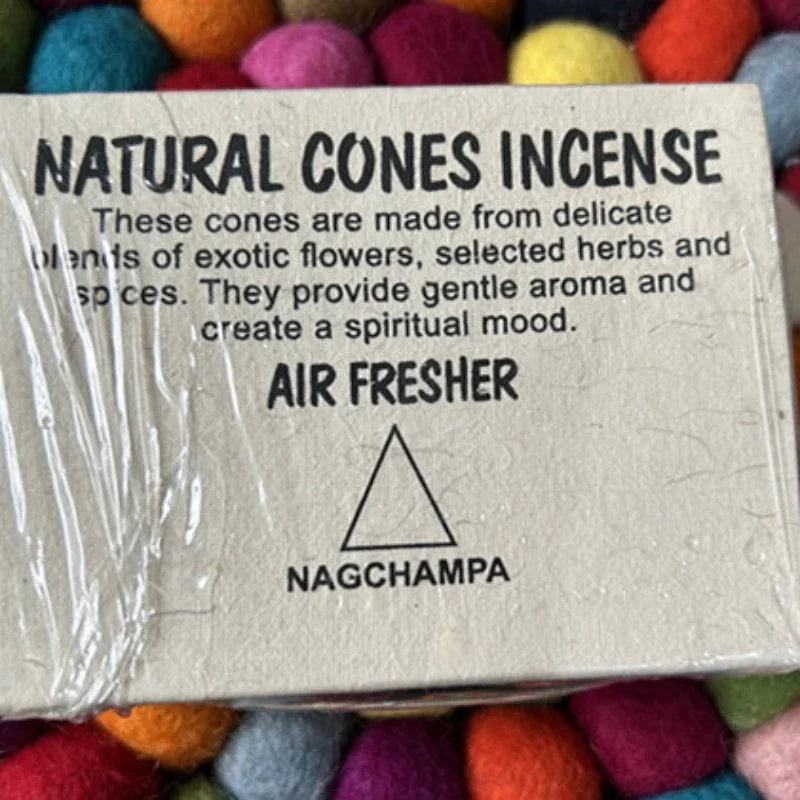 NATURAL CONES INCENSE
These cones are made from delicate
blends of exotic flowers, selected herbs and
spices. They provide gentle aroma and
create a spiritual mood.
AIR FRESHER
NAGCHAMPA